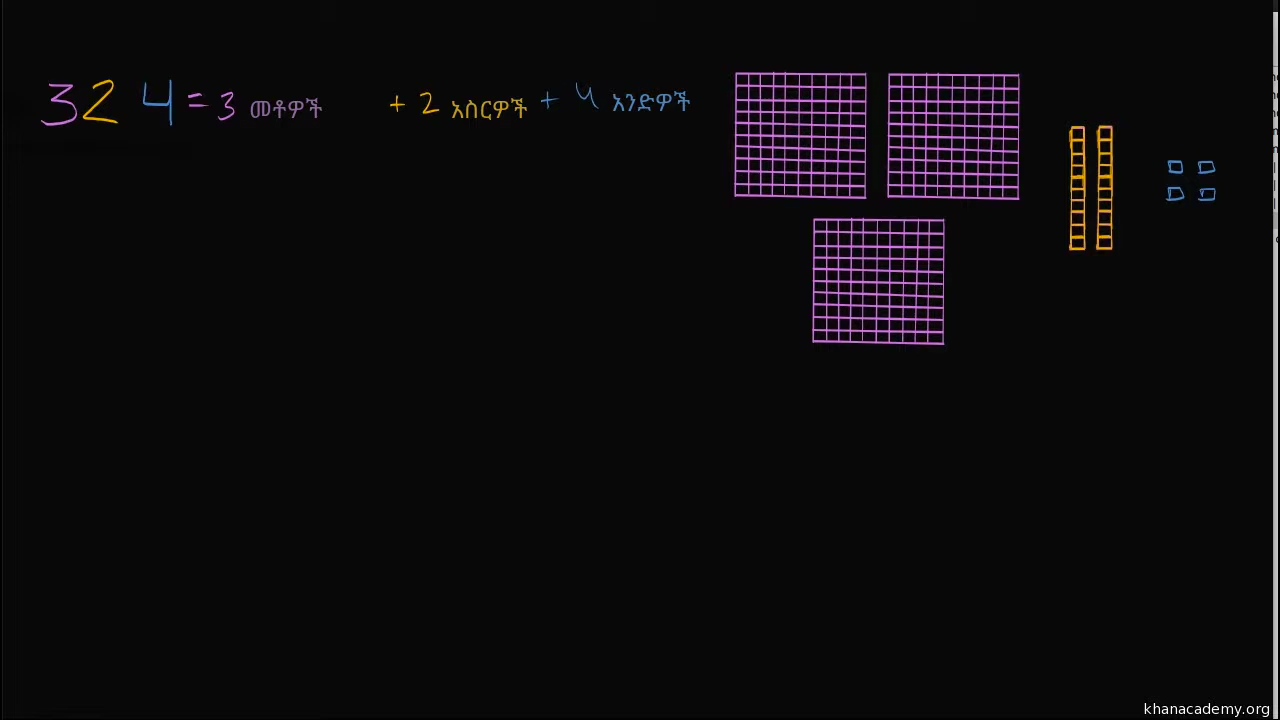 324 = 3 መቶዎች + 2 አስርዎች + 4 አንድዎች
khanacademy.org